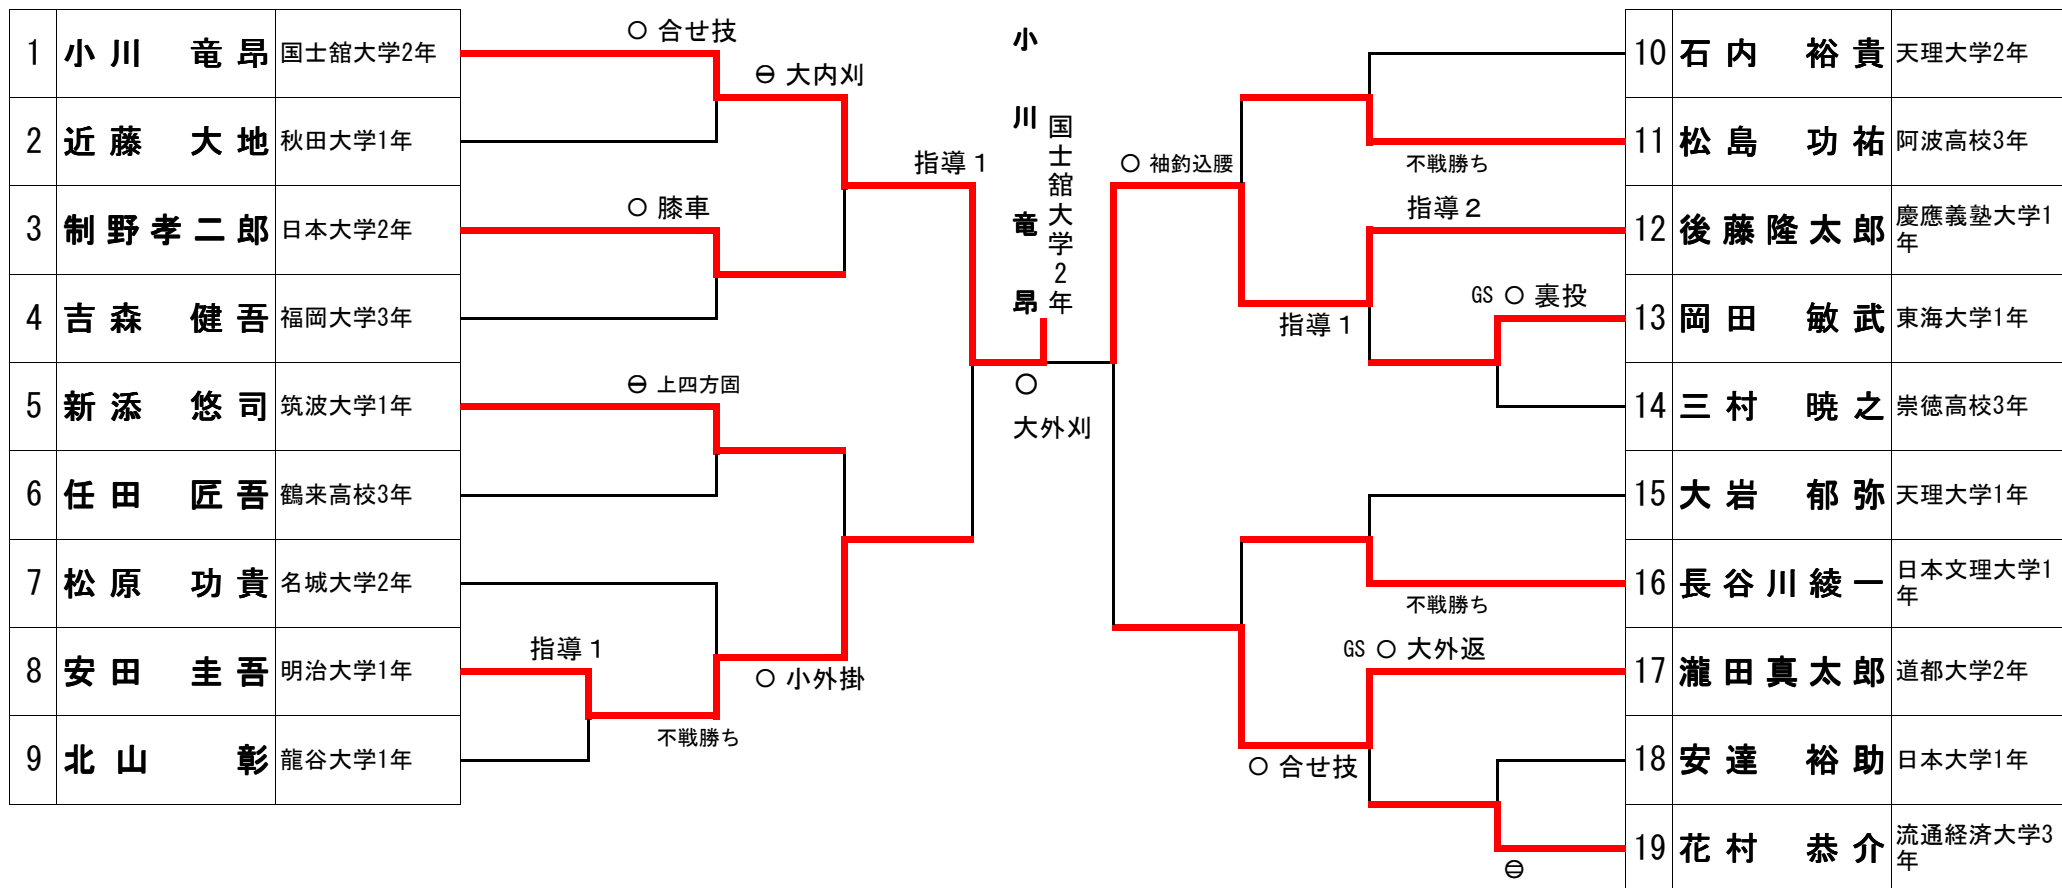 1 小川 竜昂 国士舘大学2年
2 近藤 大地 秋田大学1年
3 制野孝二郎 日本大学2年
4 吉森 健吾 福岡大学3年
5 新添 悠司 筑波大学1年
6 任田 匠吾 鶴来高校3年
7 松原 功貴 名城大学2年
8 安田 圭吾 明治大学1年
9 北山 彰 龍谷大学1年
○ 合せ技
⊖ 大内刈
○ 膝車
指導1
⊖ 上四方固
指導1
○ 小外掛
不戦勝ち
小川竜昂
国士舘大学2年
○
大外刈
○ 袖釣込腰
不戦勝ち
指導2
GS ○ 裏投
指導1
不戦勝ち
GS ○ 大外返
○ 合せ技
⊖
10 石内 裕貴 天理大学2年
11 松島 功祐 阿波高校3年
12 後藤隆太郎 慶應義塾大学1
年
13 岡田 敏武 東海大学1年
14 三村 暁之 崇徳高校3年
15 大岩 郁弥 天理大学1年
16 長谷川綾一 日本文理大学1
年
17 瀧田真太郎 道都大学2年
18 安達 裕助 日本大学1年
19 花村 恭介 流通経済大学3
年